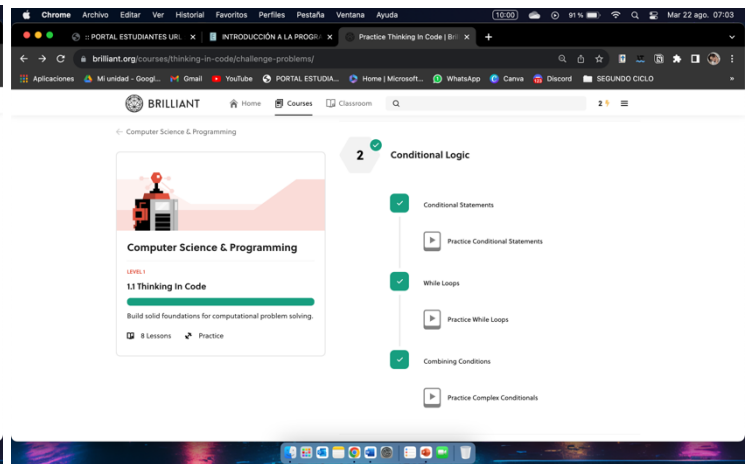 Chrome Archivo Editar Ver Historial Favoritos Perfiles Pestaña Ventana Ayuda 10:00 91 % Mar 22 ago. 07:03
:: PORTAL ESTUDIANTES URL INTRODUCCIÓN A LA PROGRA Practice Thinking in Code | Bril
brilliant.org/courses/thinking-in-code/challenge-problems/
Aplicaciones Mi unidad - Googl... Gmail YouTube PORTAL ESTUDIA... Home | Microsoft... WhatsApp Canva Discord SEGUNDO CICLO
BRILLIANT Home Courses Classroom 2
Computer Science & Programming
2 Conditional Logic
Conditional Statements
Practice Conditional Statements
Computer Science & Programming
LEVEL 1
1.1 Thinking In Code
While Loops
Build solid foundations for computational problem solving.
Practice While Loops
8 Lessons Practice
Combining Conditions
Practice Complex Conditionals